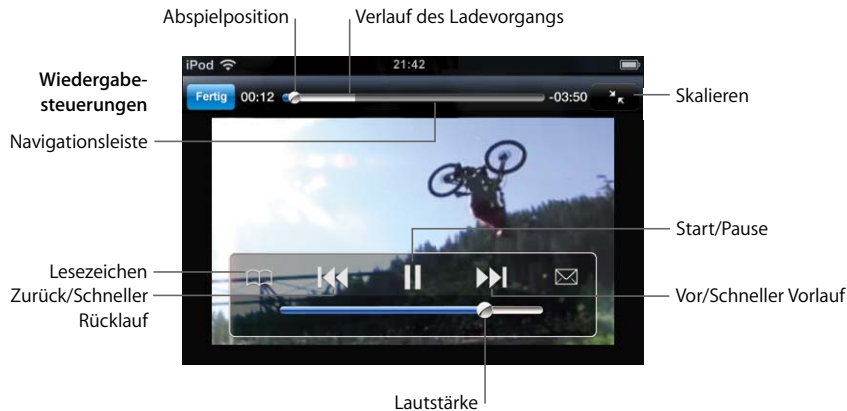 Abspielposition
Verlauf des Ladevorgangs
iPod
21:42
Wiedergabe-
steuerungen
Fertig
00:12
-03:50
Skalieren
Navigationsleiste
Start/Pause
Lesezeichen
Zurück/Schneller
Rücklauf
Vor/Schneller Vorlauf
Lautstärke